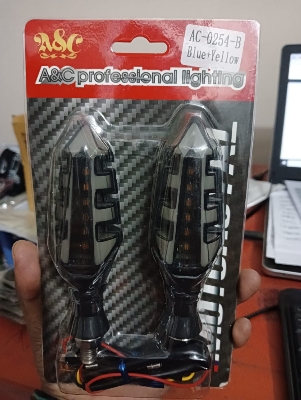 A&C
AC-0254-B
Blue+Yellow
A&C professional lighting